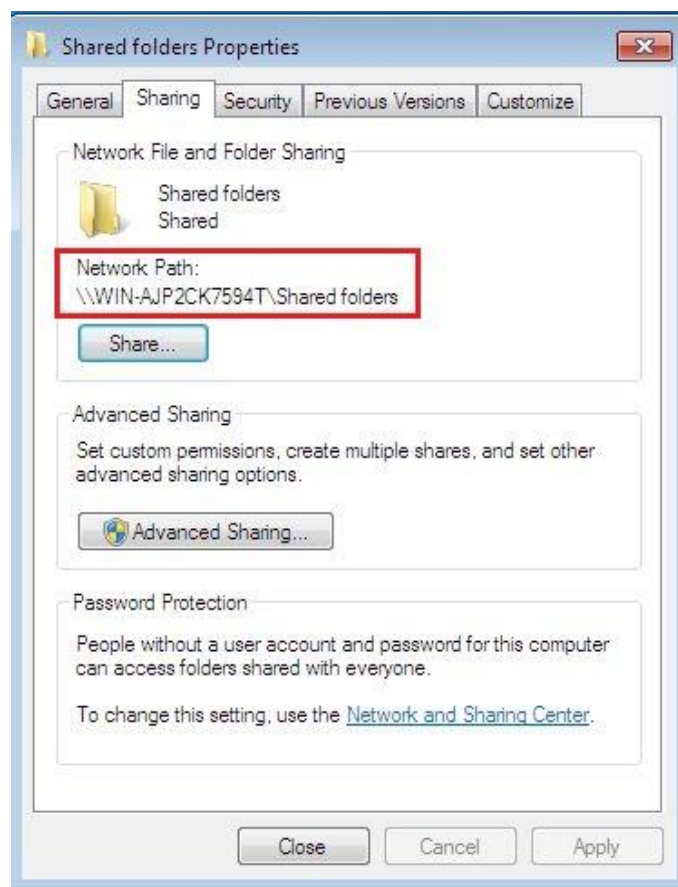 Shared folders Properties
General Sharing Security Previous Versions Customize
Network File and Folder Sharing
Shared folders
Shared
Network Path:
\\WIN-AJP2CK7594T\Shared folders
Share...
Advanced Sharing
Set custom permissions, create multiple shares, and set other
advanced sharing options.
Advanced Sharing...
Password Protection
People without a user account and password for this computer
can access folders shared with everyone.
To change this setting, use the Network and Sharing Center.
Close Cancel Apply